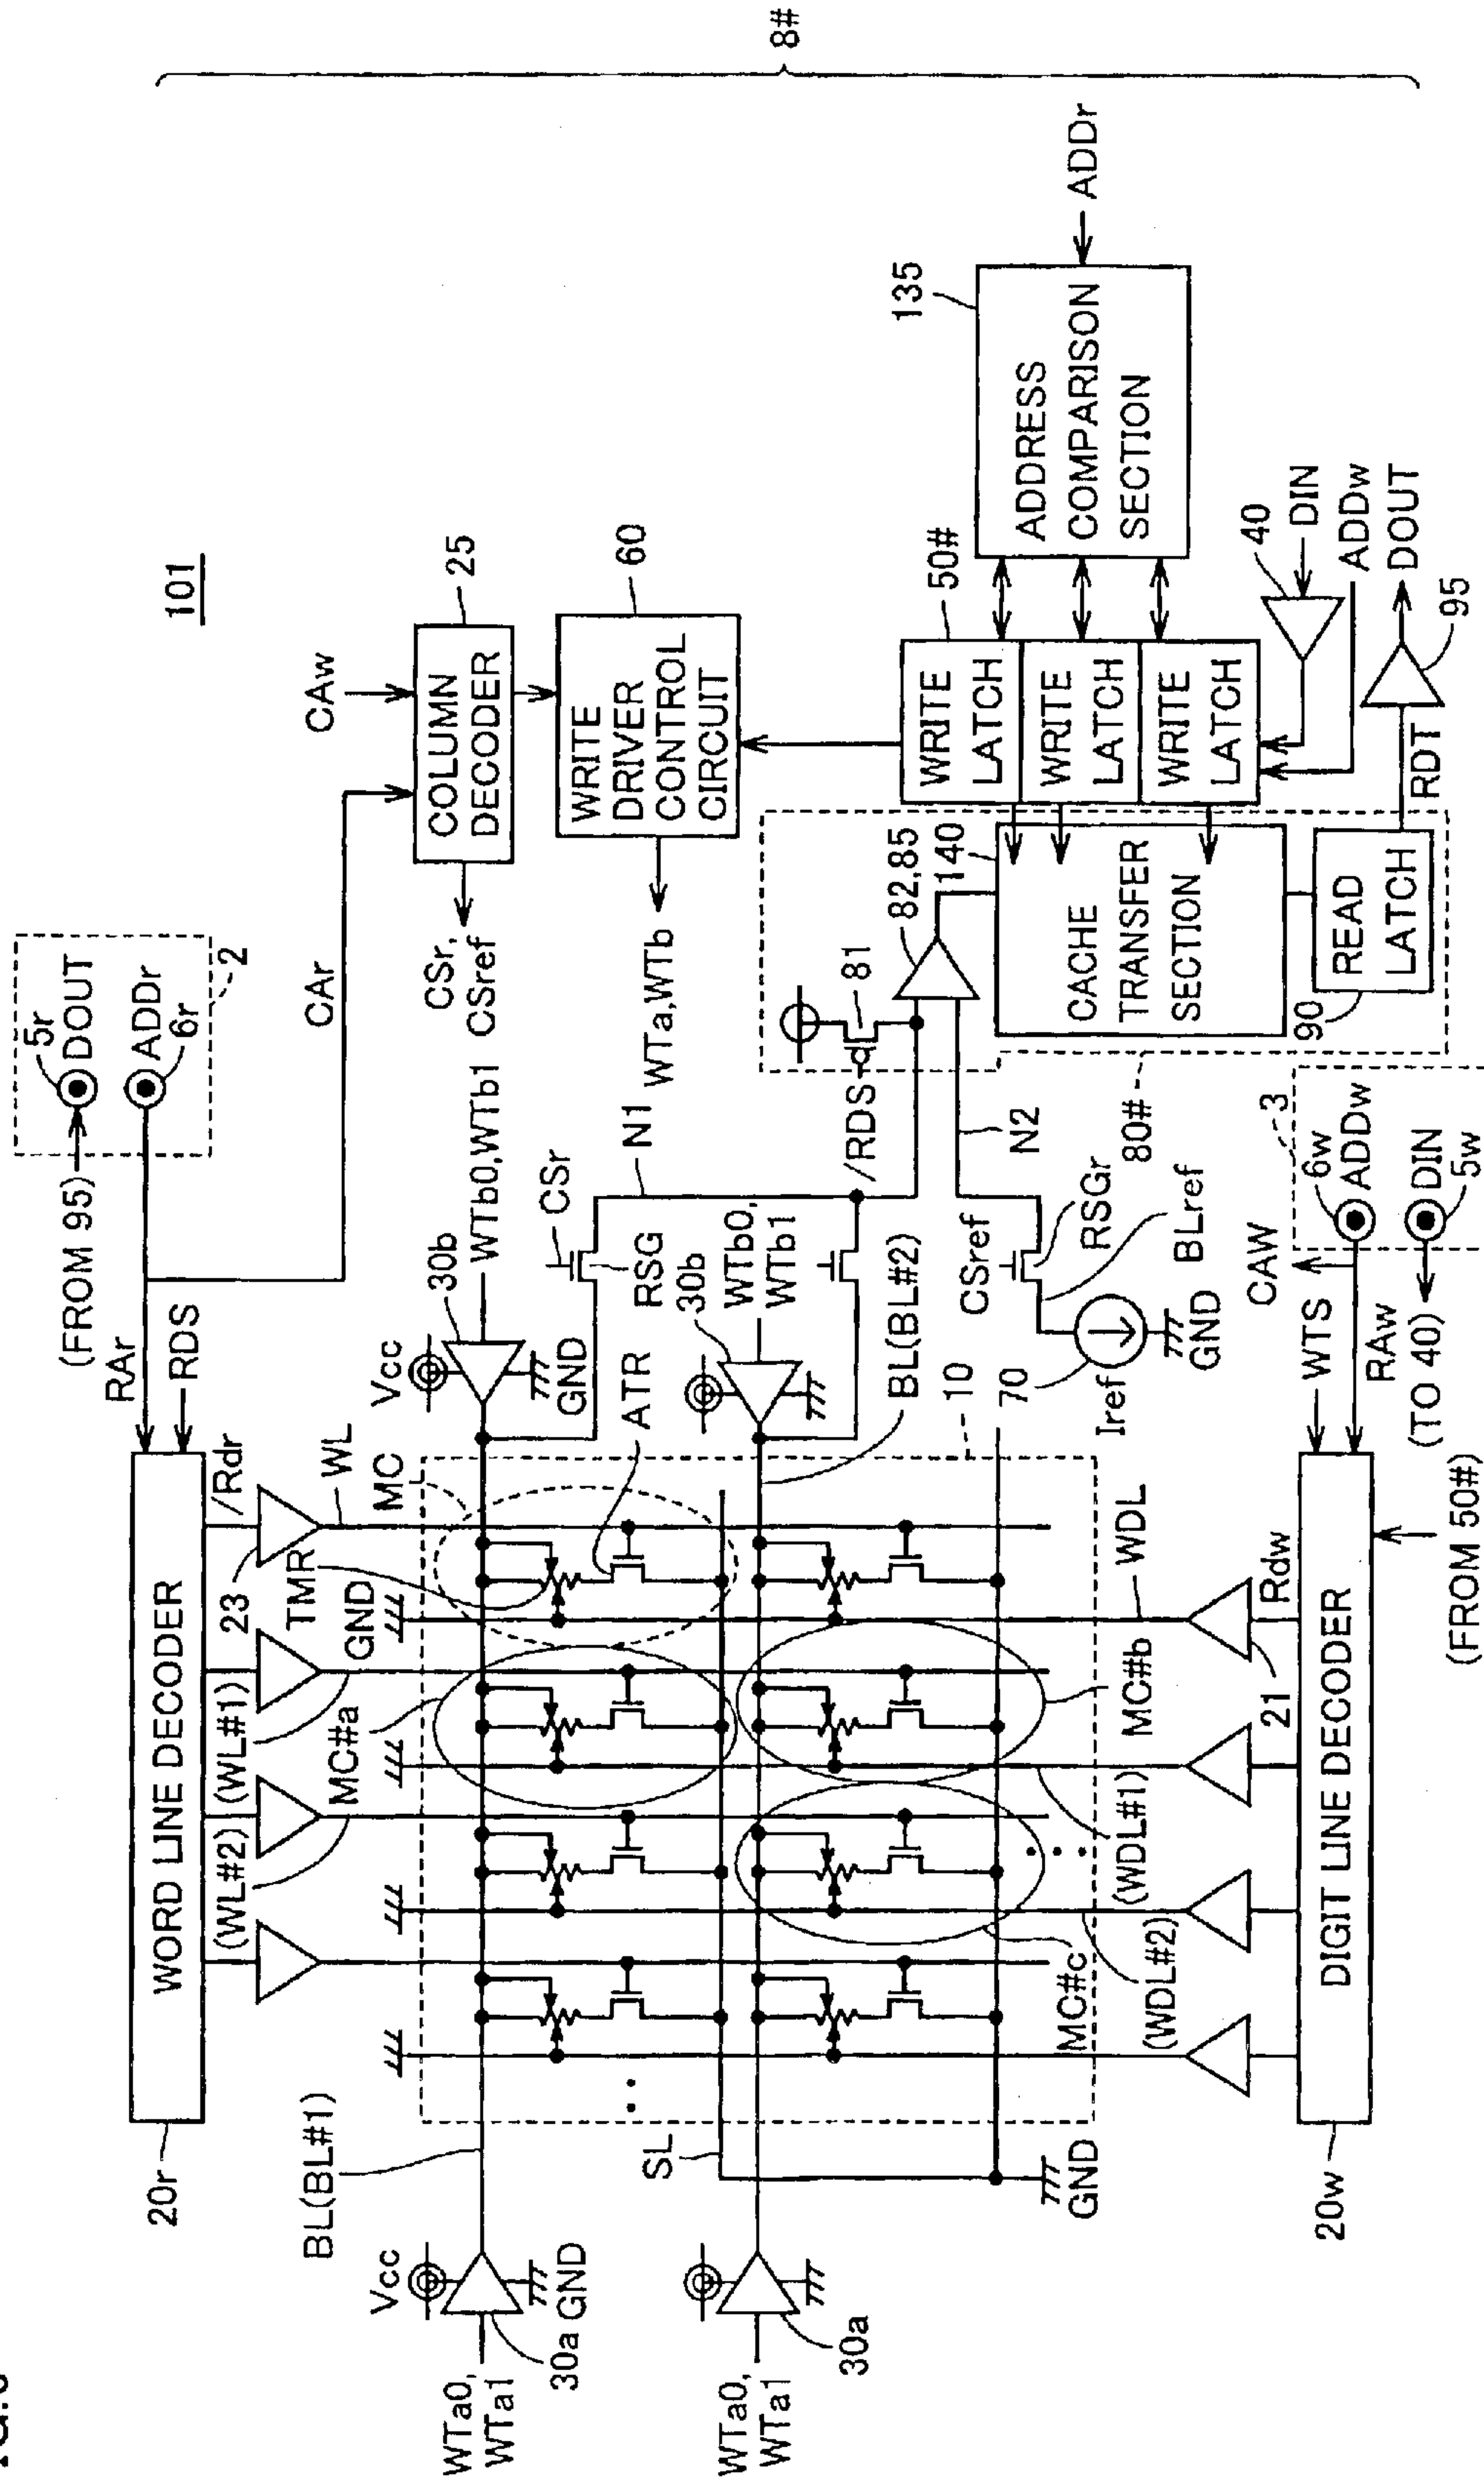 101
8#
(FROM 95)
5r
DOUT
ADDr
6r
2
RAr
RDS
CAr
CAw
25
COLUMN
DECODER
CSr,
CSref
60
WRITE
DRIVER
CONTROL
CIRCUIT
WTa,WTb
20r
WORD LINE DECODER
/Rdr
23
WL
(WL#1)
(WL#2)
MC
TMR
GND
MC#a
ATR
BL(BL#1)
Vcc
30b
WTb0,WTb1
GND
CSr
RSG
N1
30b
WTb0,
WTb1
BL(BL#2)
Vcc
30a
GND
WTa0,
WTa1
SL
30a
WTa0,
WTa1
GND
10
70
Iref
GND
CSref
RSGr
BLref
N2
/RDS
81
82,85
140
CACHE
TRANSFER
SECTION
90
READ
LATCH
80#
50#
WRITE
LATCH
WRITE
LATCH
WRITE
LATCH
135
ADDRESS
COMPARISON
SECTION
ADDr
40
DIN
ADDw
DOUT
95
RDT
MC#b
MC#c
WDL
(WDL#1)
(WDL#2)
21
Rdw
20w
DIGIT LINE DECODER
(FROM 50#)
WTS
RAw
CAW
3
6w
ADDw
DIN
5w
(TO 40)